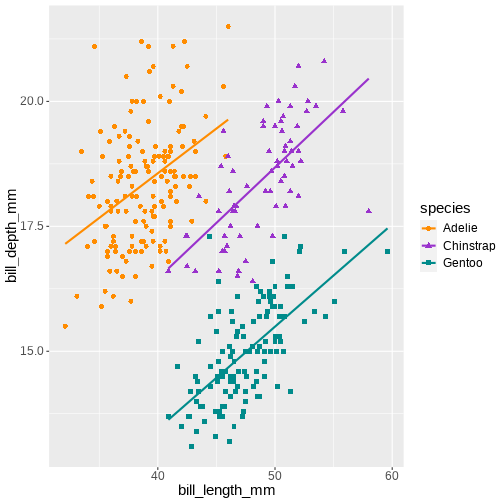 20.0
17.5
15.0
bill_depth_mm
40
50
60
bill_length_mm
species
Adelie
Chinstrap
Gentoo